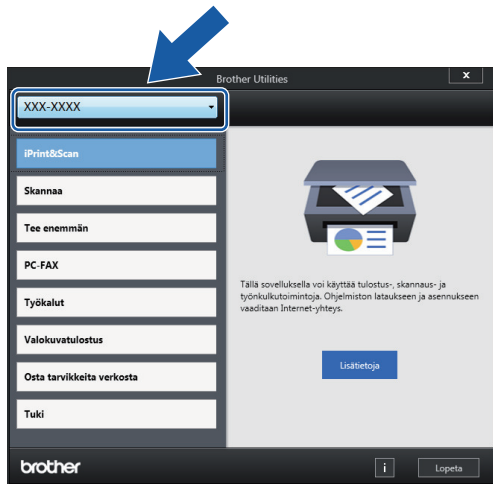 Brother Utilities
x
XXX-XXXX
iPrint&Scan
Skannaa
Tee enemmän
PC-FAX
Työkalut
Valokuvatulostus
Osta tarvikkeita verkosta
Tuki
Tällä sovelluksella voi käyttää tulostus-, skannaus- ja
työnkulkutoimintoja. Ohjelmiston lataukseen ja asennukseen
vaaditaan Internet-yhteys.
Lisätietoja
brother
i
Lopeta